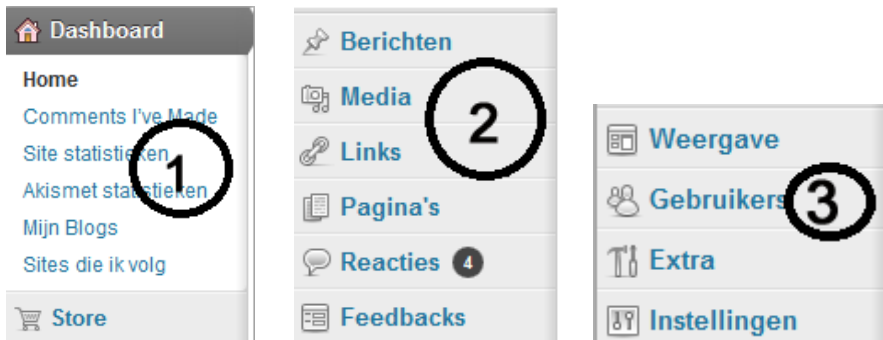 Dashboard
Home
Comments I've Made
Site statistieken
Akismet statistieken
Mijn Blogs
Sites die ik volg
Store
1
Berichten
Media
Links
Pagina's
Reacties 4
Feedbacks
2
Weergave
Gebruikers
Extra
Instellingen
3